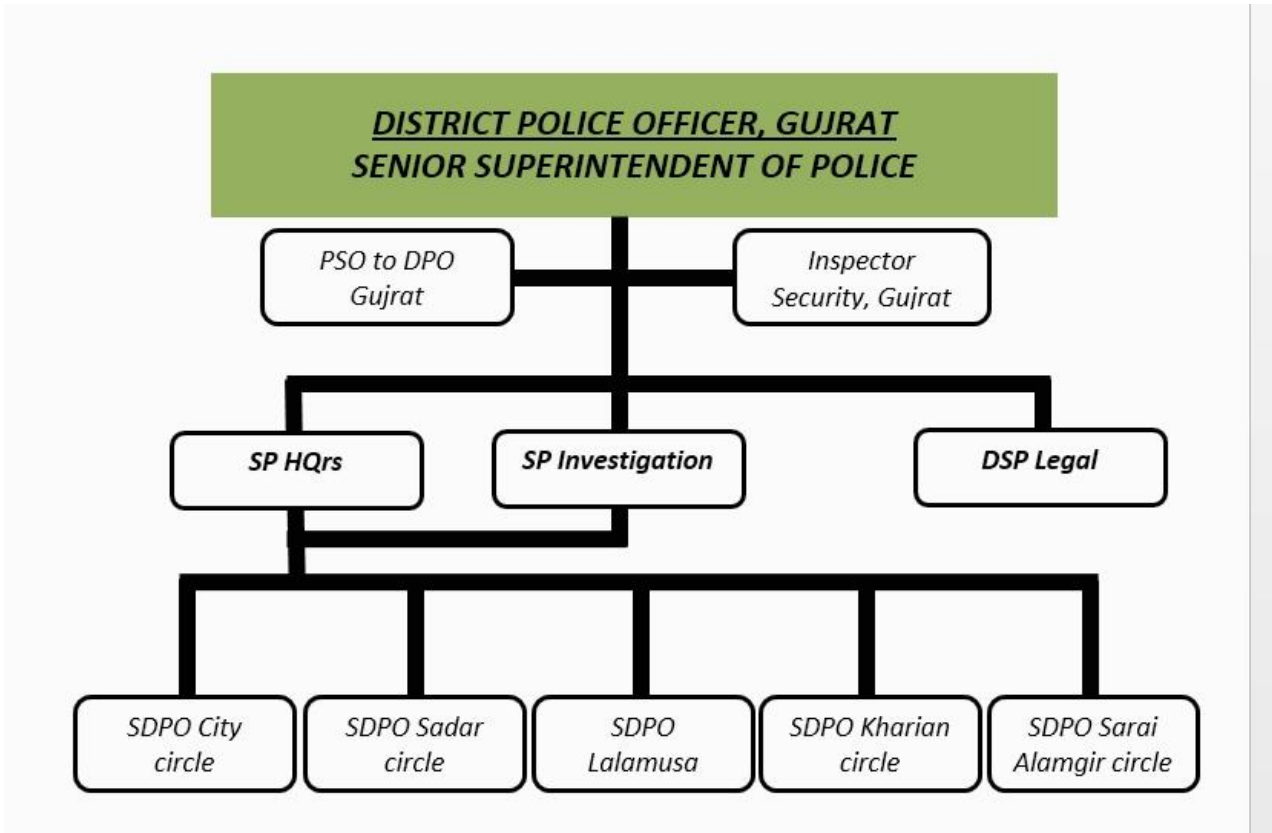 DISTRICT POLICE OFFICER, GUJRAT
SENIOR SUPERINTENDENT OF POLICE
PSO to DPO
Gujrat
Inspector
Security, Gujrat
SP HQrs
SP Investigation
DSP Legal
SDPO City
circle
SDPO Sadar
circle
SDPO
Lalamusa
SDPO Kharian
circle
SDPO Sarai
Alamgir circle